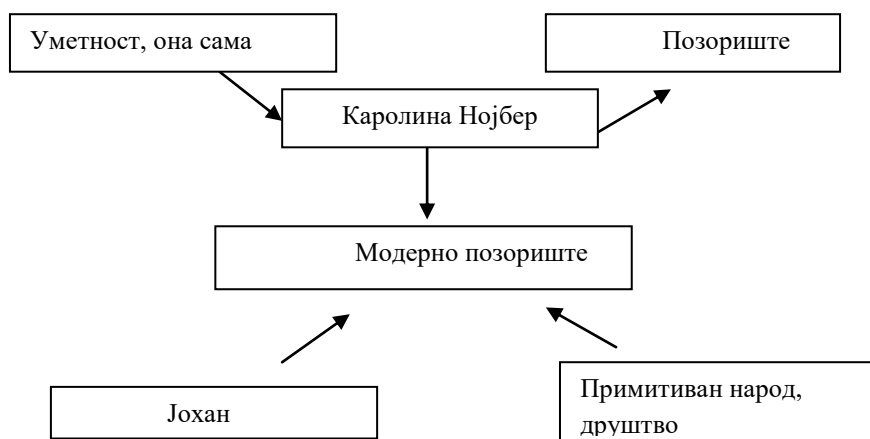 Уметност, она сама
Позориште
Каролина Нојбер
Модерно позориште
Јохан
Примитиван народ,
друштво